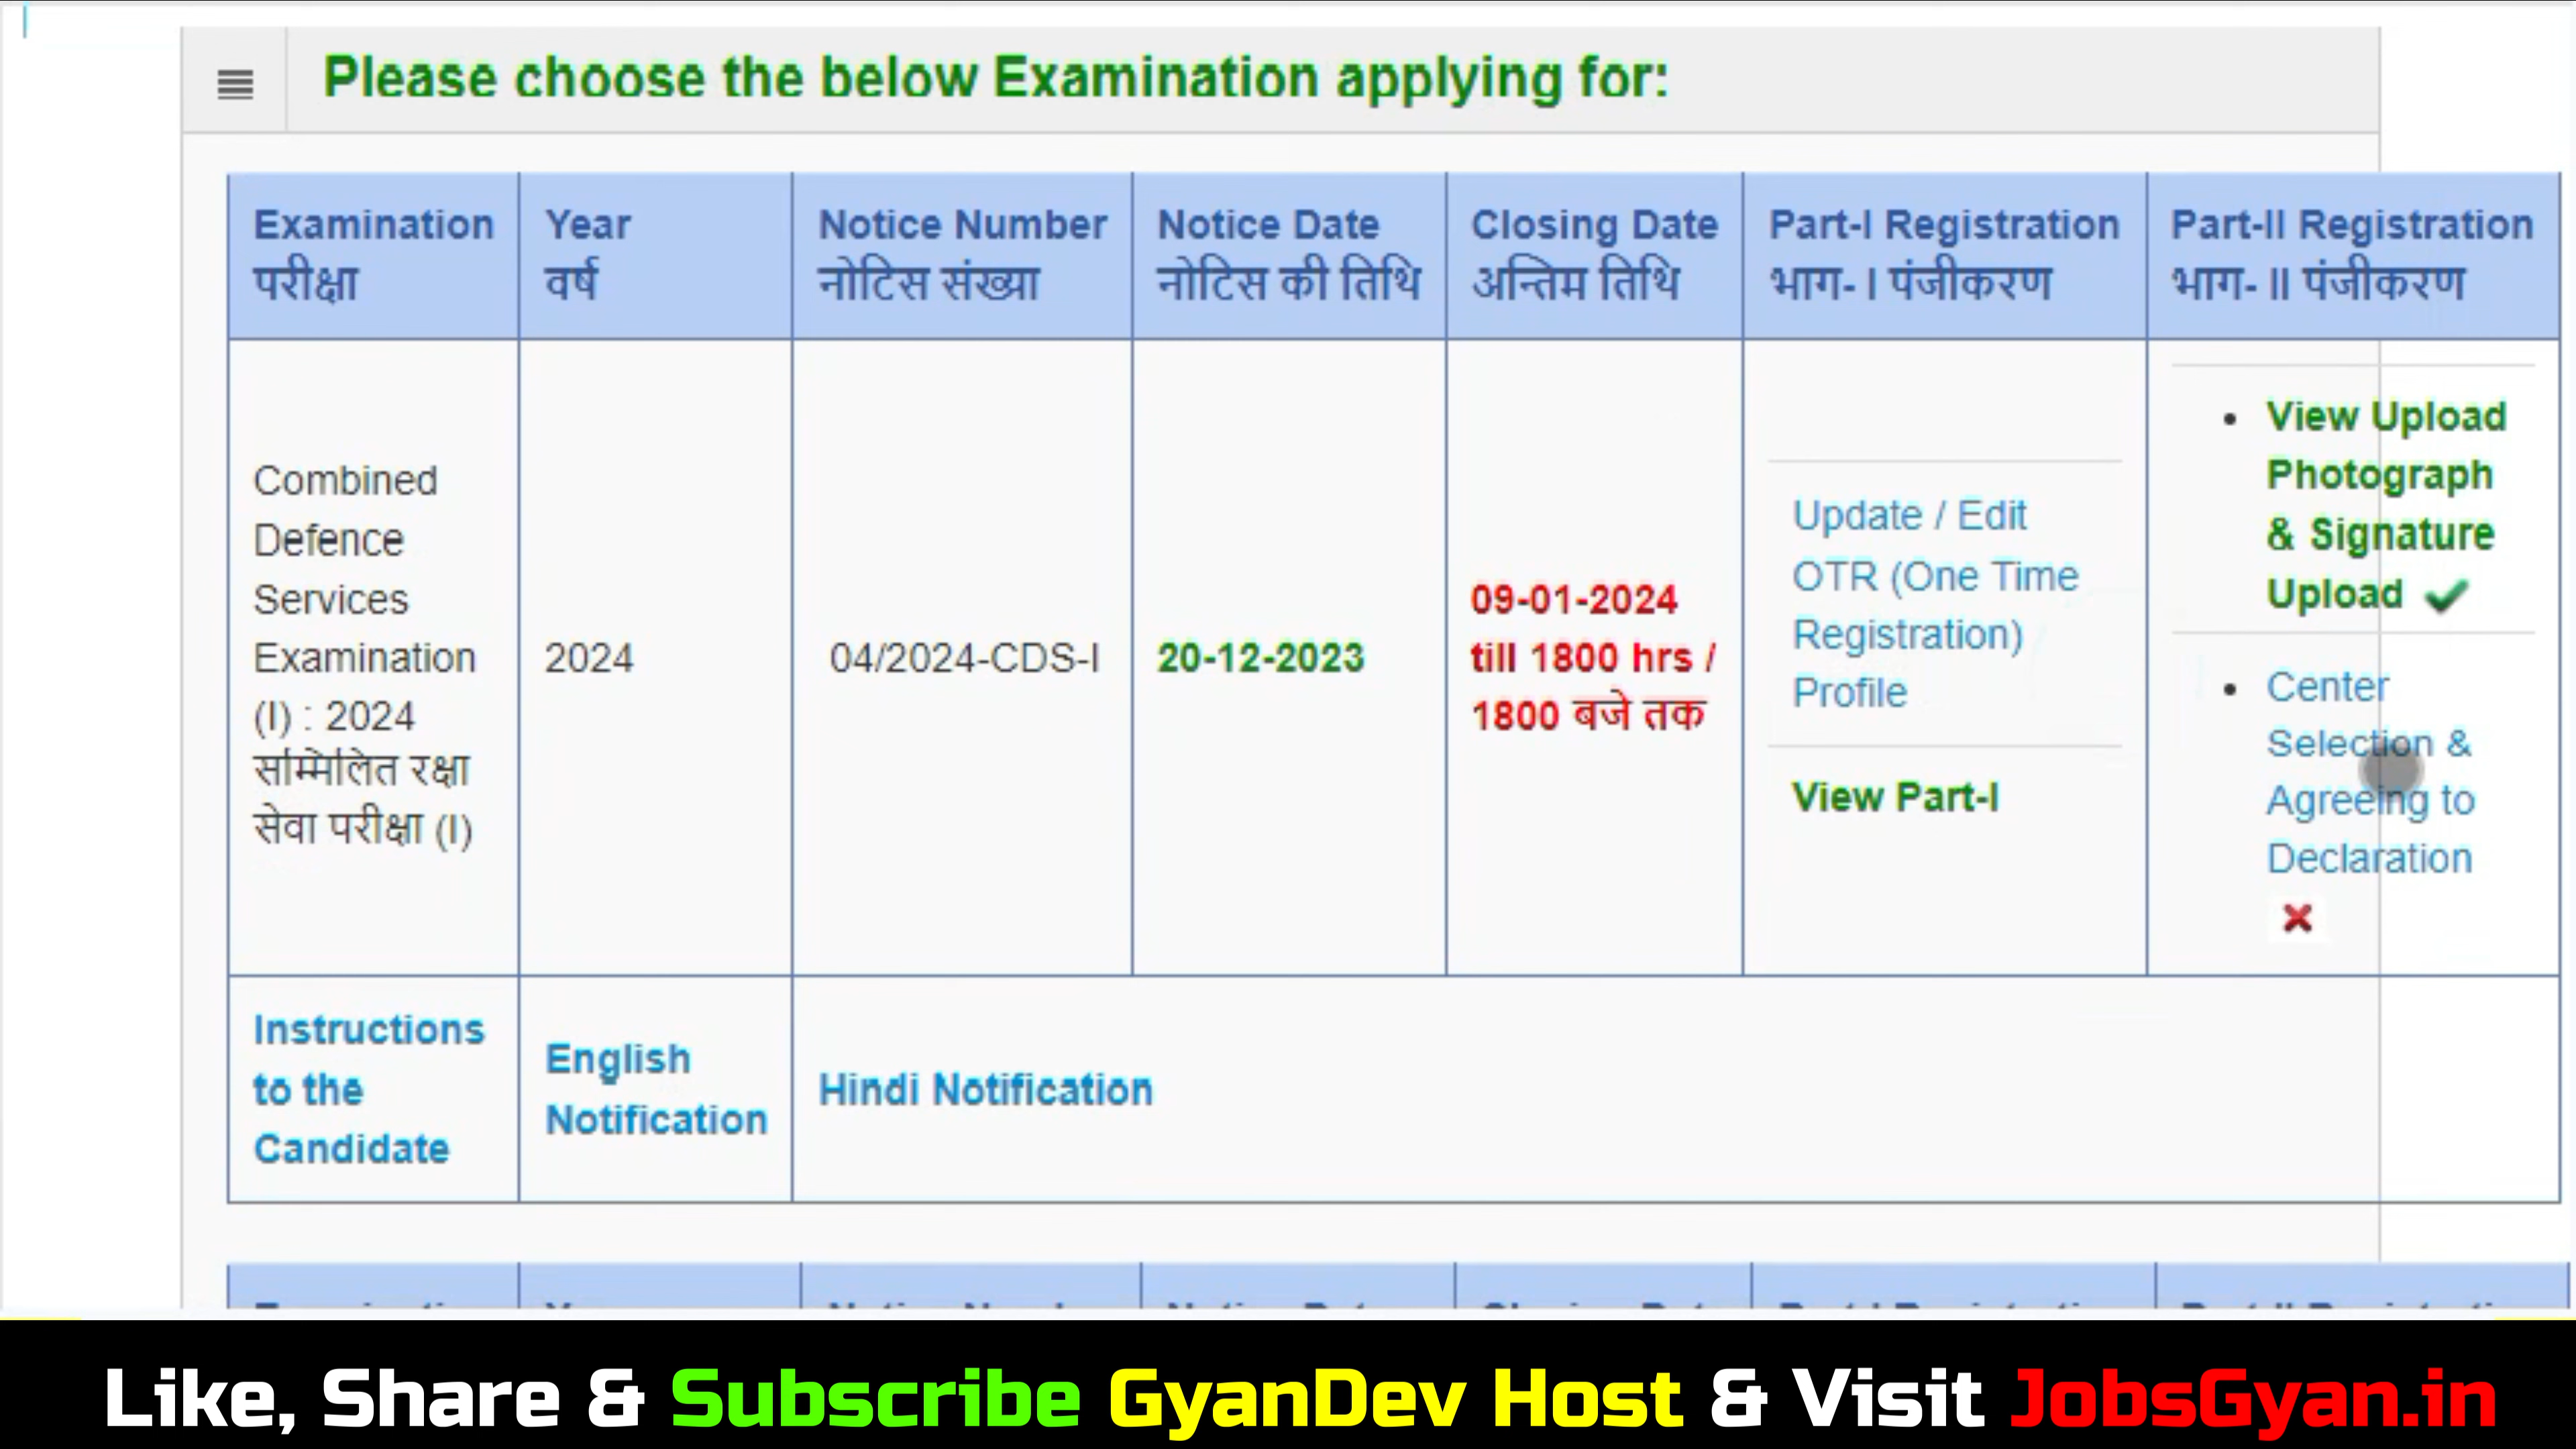 Please choose the below Examination applying for:
Examination
परीक्षा
Year
वर्ष
Notice Number
नोटिस संख्या
Notice Date
नोटिस की तिथि
Closing Date
अन्तिम तिथि
Part-I Registration
भाग- I पंजीकरण
Part-II Registration
भाग- II पंजीकरण
Combined
Defence
Services
Examination
(I) : 2024
सम्मिलित रक्षा
सेवा परीक्षा (I)
2024
04/2024-CDS-I
20-12-2023
09-01-2024
till 1800 hrs /
1800 बजे तक
Update / Edit
OTR (One Time
Registration)
Profile
View Part-I
View Upload
Photograph
& Signature
Upload
Center
Selection &
Agreeing to
Declaration
Instructions
to the
Candidate
English
Notification
Hindi Notification
Like, Share & Subscribe GyanDev Host & Visit JobsGyan.in